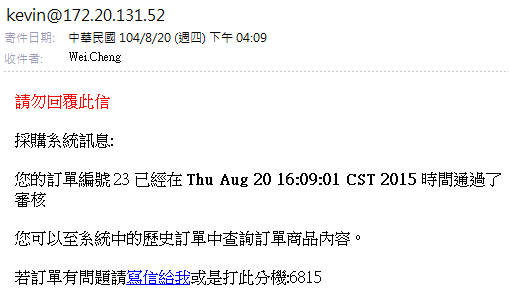 kevin@172.20.131.52
寄件日期: 中華民國 104/8/20 (週四) 下午 04:09
收件者: Wei.Cheng
請勿回覆此信
採購系統訊息:
您的訂單編號 23 已經在 Thu Aug 20 16:09:01 CST 2015 時間通過了
審核
您可以至系統中的歷史訂單中查詢訂單商品內容。
若訂單有問題請寫信給我或是打此分機:6815